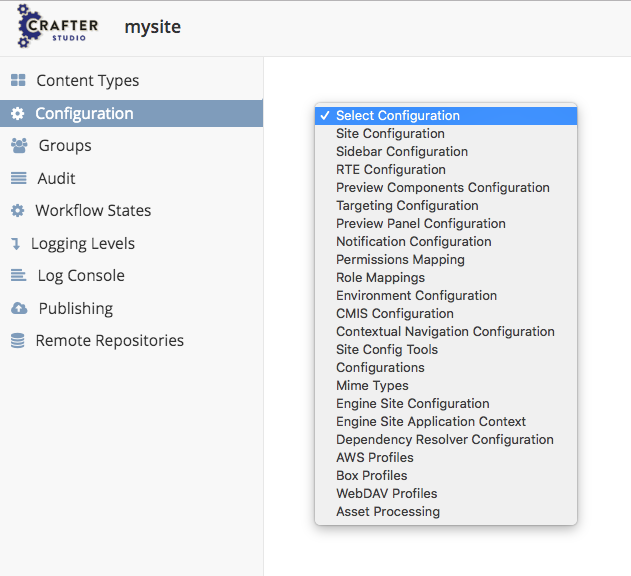 CRAFTER
STUDIO
mysite
Content Types
Configuration
Groups
Audit
Workflow States
Logging Levels
Log Console
Publishing
Remote Repositories
✓ Select Configuration
Site Configuration
Sidebar Configuration
RTE Configuration
Preview Components Configuration
Targeting Configuration
Preview Panel Configuration
Notification Configuration
Permissions Mapping
Role Mappings
Environment Configuration
CMIS Configuration
Contextual Navigation Configuration
Site Config Tools
Configurations
Mime Types
Engine Site Configuration
Engine Site Application Context
Dependency Resolver Configuration
AWS Profiles
Box Profiles
WebDAV Profiles
Asset Processing